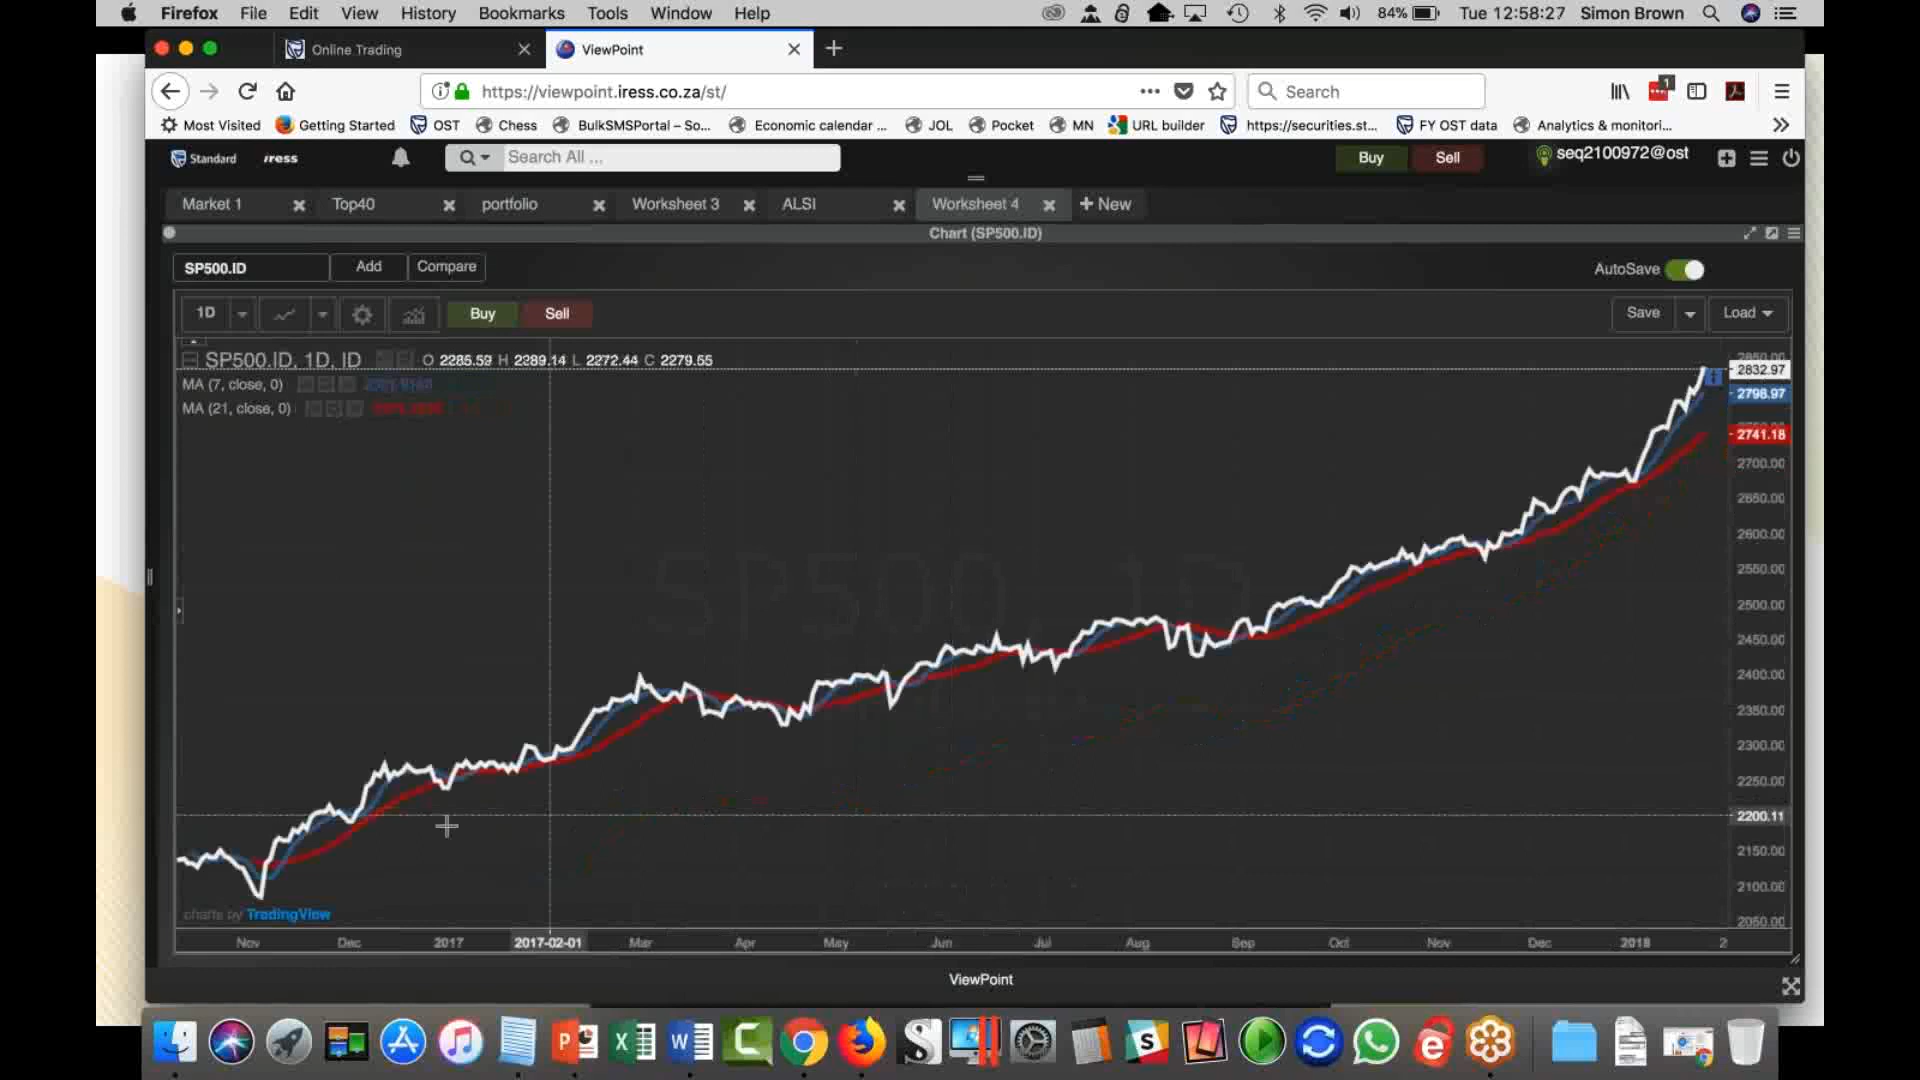 Firefox File Edit View History Bookmarks Tools Window Help 84% Tue 12:58:27 Simon Brown
Online Trading ViewPoint
https://viewpoint.iress.co.za/st/ Search 1
Most Visited Getting Started OST Chess BulkSMSPortal – So... Economic calendar ... JOL Pocket MN URL builder https://securities.st... FY OST data Analytics & monitori...
Standard iress Search All ... Buy Sell seq2100972@ost
Market 1 Top40 portfolio Worksheet 3 ALSI Worksheet 4 New
Chart (SP500.ID)
SP500.ID Add Compare AutoSave
1D Buy Sell Save Load
SP500.ID, 1D, ID O 2285.59 H 2289.14 L 2272.44 C 2279.55
MA (7, close, 0)
MA (21, close, 0)
2850.00
2832.97
2798.97
2741.18
2700.00
2650.00
2600.00
2550.00
SP500, 1D
2500.00
2450.00
2400.00
2350.00
2300.00
2250.00
2200.11
2150.00
2100.00
2050.00
charts by TradingView
Nov Dec 2017 2017-02-01 Mar Apr May Jun Jul Aug Sep Oct Nov Dec 2018 2
ViewPoint